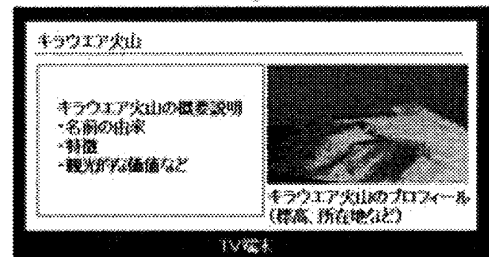 キラウエア火山
キラウエア火山の概要説明
・名前の由来
・特徴
・観光的な価値など
キラウエア火山のプロフィール
(標高、所在地など)
TV端末